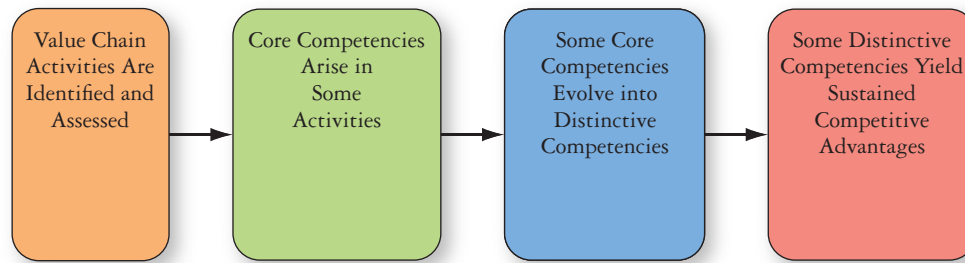 Value Chain
Activities Are
Identified and
Assessed
Core Competencies
Arise in
Some
Activities
Some Core
Competencies
Evolve into
Distinctive
Competencies
Some Distinctive
Competencies Yield
Sustained
Competitive
Advantages